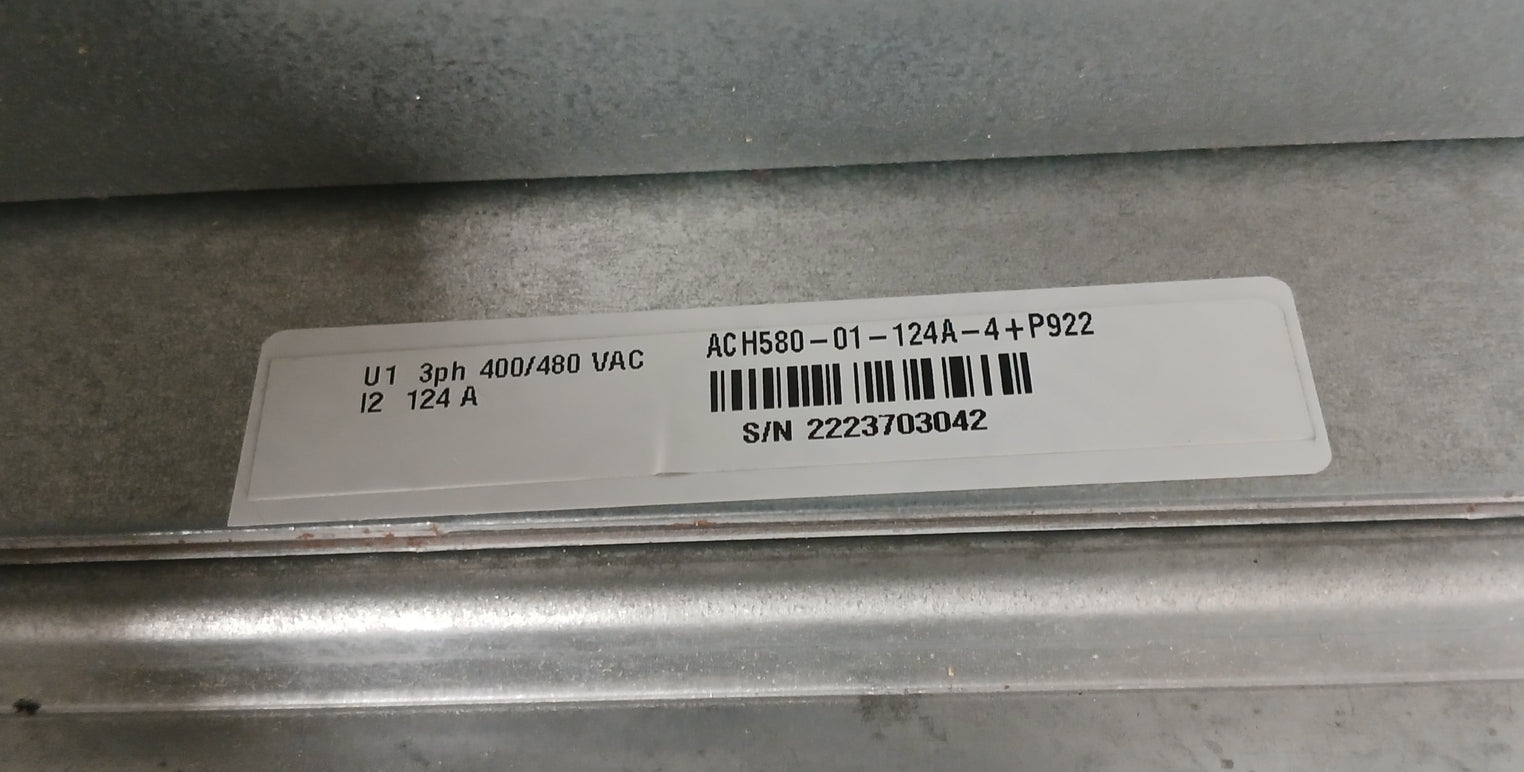 U1 3ph 400/480 VAC
I2 124 A
ACH580-01-124A-4+P922
S/N 2223703042